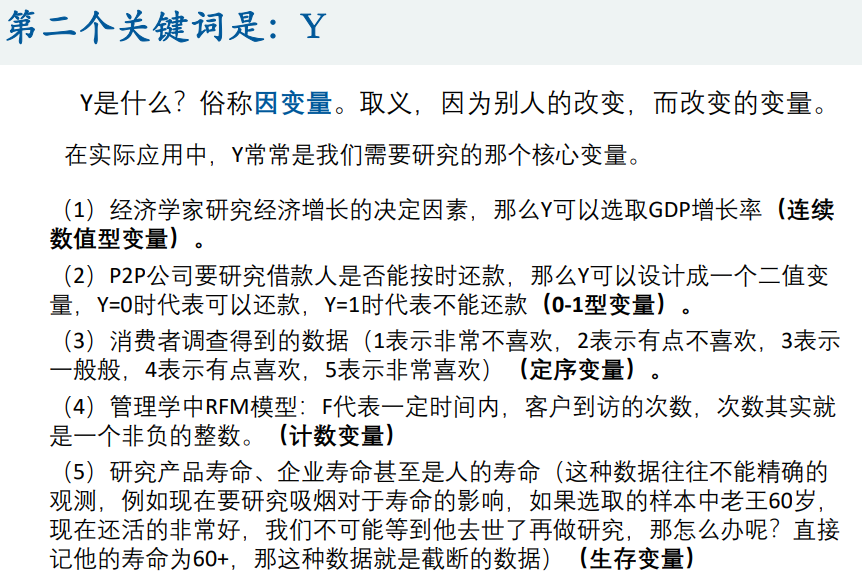 第二个关键词是：Y
Y是什么？俗称因变量。取义，因为别人的改变，而改变的变量。
在实际应用中，Y常常是我们需要研究的那个核心变量。
（1）经济学家研究经济增长的决定因素，那么Y可以选取GDP增长率（连续
数值型变量）。
（2）P2P公司要研究借款人是否能按时还款，那么Y可以设计成一个二值变
量，Y=0时代表可以还款，Y=1时代表不能还款（0-1型变量）。
（3）消费者调查得到的数据（1表示非常不喜欢，2表示有点不喜欢，3表示
一般般，4表示有点喜欢，5表示非常喜欢）（定序变量）。
（4）管理学中RFM模型：F代表一定时间内，客户到访的次数，次数其实就
是一个非负的整数。（计数变量）
（5）研究产品寿命、企业寿命甚至是人的寿命（这种数据往往不能精确的
观测，例如现在要研究吸烟对于寿命的影响，如果选取的样本中老王60岁，
现在还活的非常好，我们不可能等到他去世了再做研究，那怎么办呢？直接
记他的寿命为60+，那这种数据就是截断的数据）（生存变量）